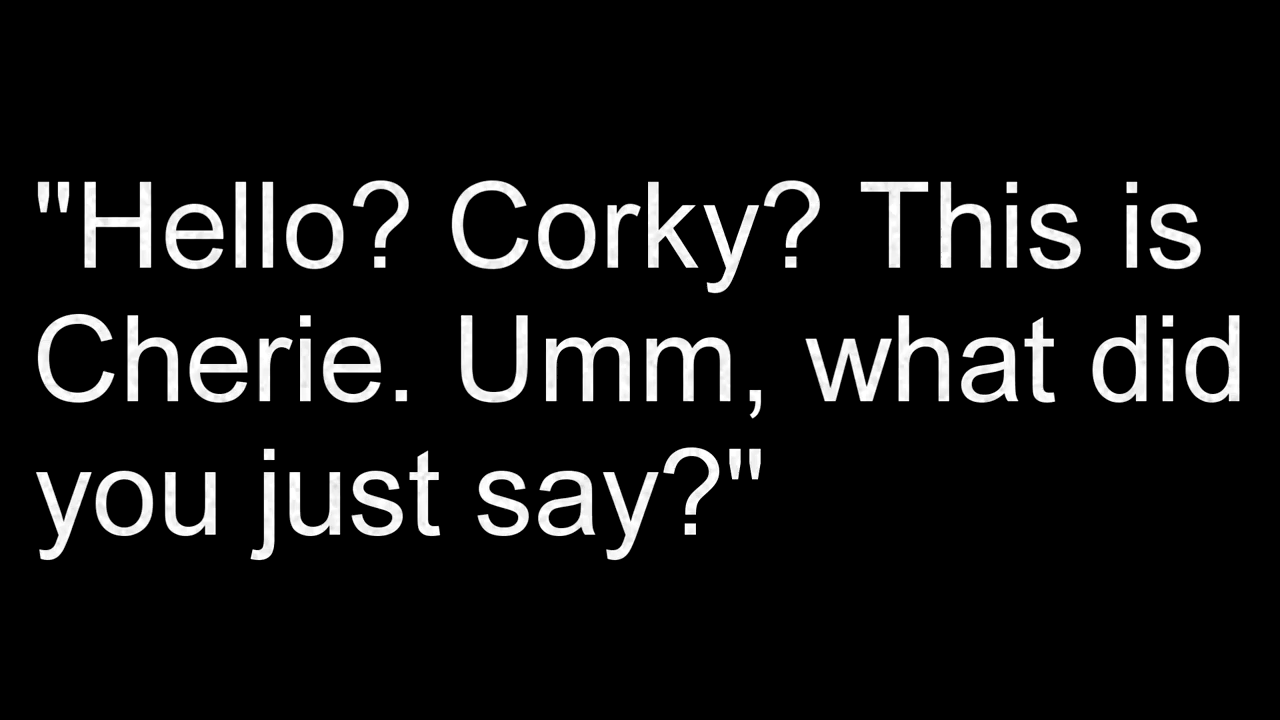 "Hello? Corky? This is
Cherie. Umm, what did
you just say?"